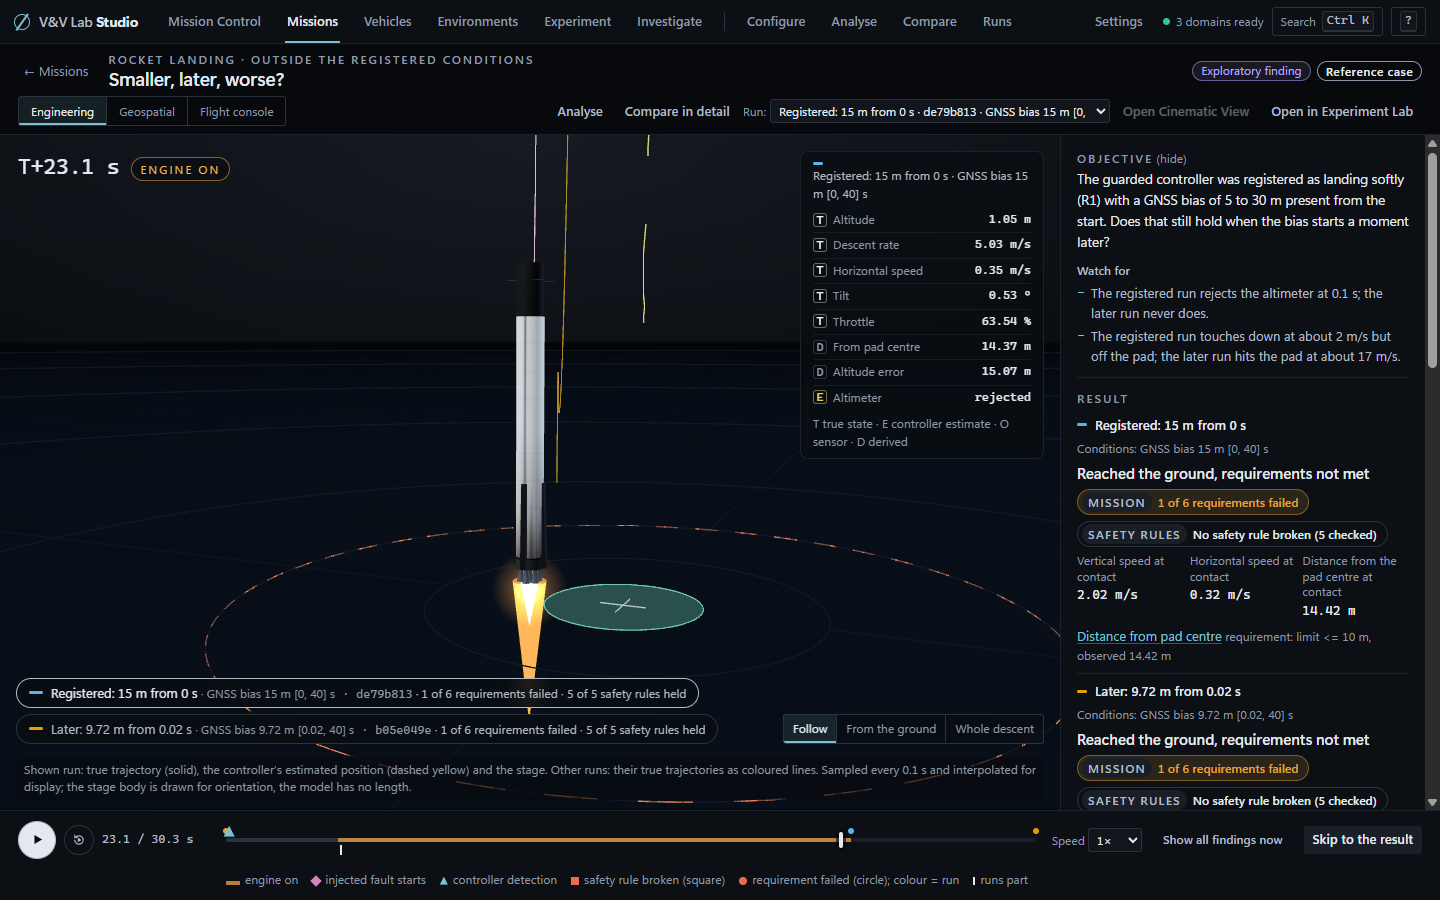 V&V Lab Studio
Mission Control
Missions
Vehicles
Environments
Experiment
Investigate
Configure
Analyse
Compare
Runs
Settings
3 domains ready
Search Ctrl K
?
← Missions
ROCKET LANDING · OUTSIDE THE REGISTERED CONDITIONS
Smaller, later, worse?
Exploratory finding
Reference case
Engineering
Geospatial
Flight console
Analyse
Compare in detail
Run: Registered: 15 m from 0 s · de79b813 · GNSS bias 15 m [0,
Open Cinematic View
Open in Experiment Lab
T+23.1 s
ENGINE ON
Registered: 15 m from 0 s · GNSS bias 15
m [0, 40] s
T Altitude 1.05 m
T Descent rate 5.03 m/s
T Horizontal speed 0.35 m/s
T Tilt 0.53 °
T Throttle 63.54 %
D From pad centre 14.37 m
D Altitude error 15.07 m
E Altimeter rejected
T true state · E controller estimate · O
sensor · D derived
Registered: 15 m from 0 s · GNSS bias 15 m [0, 40] s · de79b813 · 1 of 6 requirements failed · 5 of 5 safety rules held
Later: 9.72 m from 0.02 s · GNSS bias 9.72 m [0.02, 40] s · b05e049e · 1 of 6 requirements failed · 5 of 5 safety rules held
Follow
From the ground
Whole descent
Shown run: true trajectory (solid), the controller's estimated position (dashed yellow) and the stage. Other runs: their true trajectories as coloured lines. Sampled every 0.1 s and interpolated for
display; the stage body is drawn for orientation, the model has no length.
OBJECTIVE (hide)
The guarded controller was registered as landing softly
(R1) with a GNSS bias of 5 to 30 m present from the
start. Does that still hold when the bias starts a moment
later?
Watch for
– The registered run rejects the altimeter at 0.1 s; the
later run never does.
– The registered run touches down at about 2 m/s but
off the pad; the later run hits the pad at about 17 m/s.
RESULT
Registered: 15 m from 0 s
Conditions: GNSS bias 15 m [0, 40] s
Reached the ground, requirements not met
MISSION 1 of 6 requirements failed
SAFETY RULES No safety rule broken (5 checked)
Vertical speed at
contact
2.02 m/s
Horizontal speed at
contact
0.32 m/s
Distance from the
pad centre at
contact
14.42 m
Distance from pad centre requirement: limit <= 10 m,
observed 14.42 m
Later: 9.72 m from 0.02 s
Conditions: GNSS bias 9.72 m [0.02, 40] s
Reached the ground, requirements not met
MISSION 1 of 6 requirements failed
SAFETY RULES No safety rule broken (5 checked)
23.1 / 30.3 s
Speed 1×
Show all findings now
Skip to the result
engine on
injected fault starts
controller detection
safety rule broken (square)
requirement failed (circle); colour = run
runs part